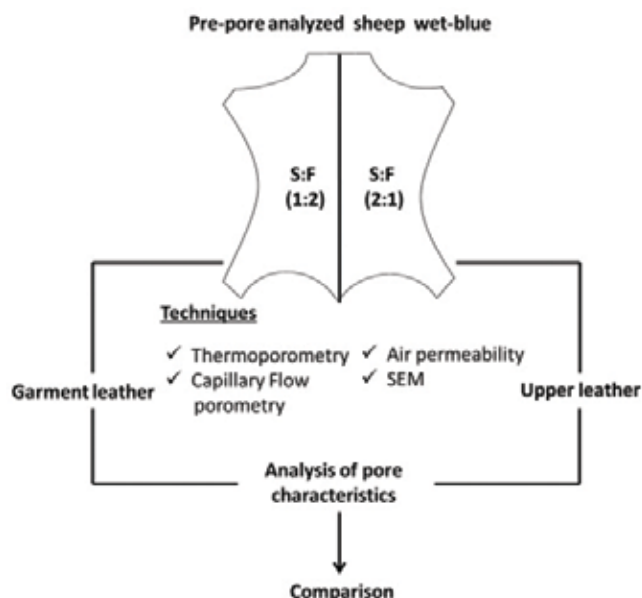 Pre-pore analyzed sheep wet-blue
S:F
(1:2)
S:F
(2:1)
Techniques
✓ Thermoporometry
✓ Capillary Flow
porometry
✓ Air permeability
✓ SEM
Garment leather
Upper leather
Analysis of pore
characteristics
Comparison